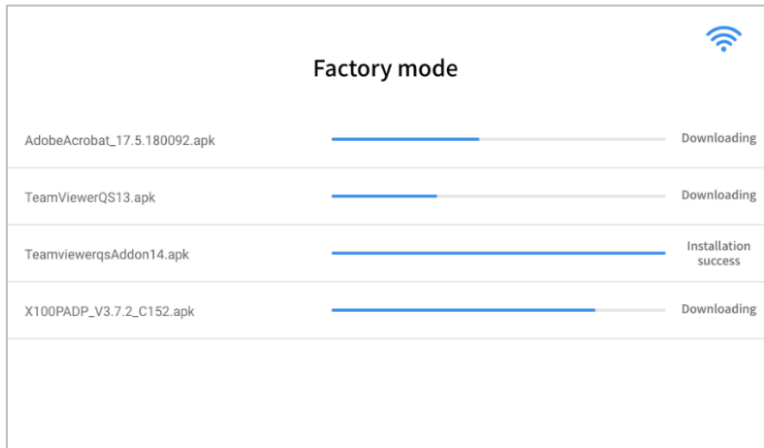 Factory mode
AdobeAcrobat_17.5.180092.apk
Downloading
TeamViewerQS13.apk
Downloading
TeamviewerqsAddon14.apk
Installation
success
X100PADP_V3.7.2_C152.apk
Downloading